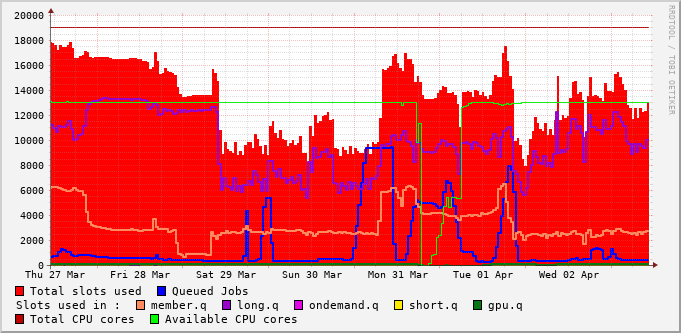 20000
18000
16000
14000
12000
10000
8000
6000
4000
2000
0
Thu 27 Mar Fri 28 Mar Sat 29 Mar Sun 30 Mar Mon 31 Mar Tue 01 Apr Wed 02 Apr
Total slots used Queued Jobs
Slots used in : member.q long.q ondemand.q short.q gpu.q
Total CPU cores Available CPU cores
RRDTOOL / TOBI OETIKER